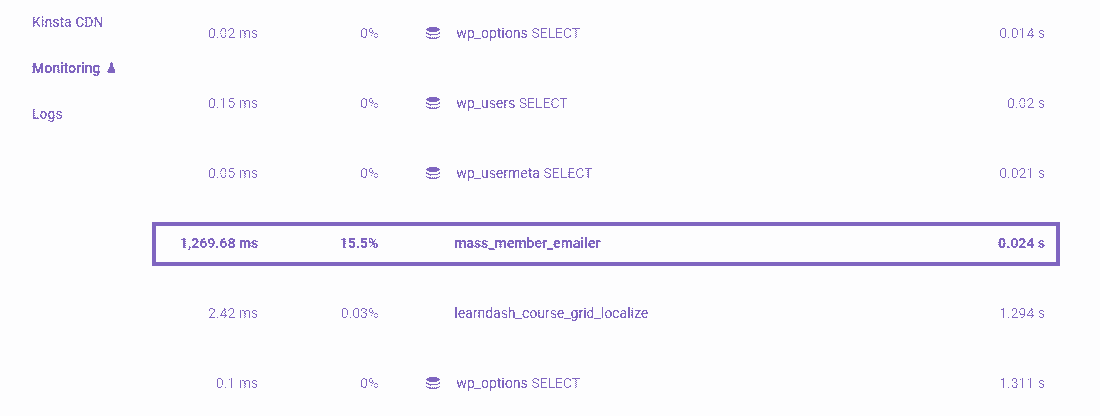 Kinsta CDN
Monitoring
Logs
0.02 ms 0% wp_options SELECT 0.014 s
0.15 ms 0% wp_users SELECT 0.02 s
0.05 ms 0% wp_usermeta SELECT 0.021 s
1,269.68 ms 15.5% mass_member_emailer 0.024 s
2.42 ms 0.03% learndash_course_grid_localize 1.294 s
0.1 ms 0% wp_options SELECT 1.311 s